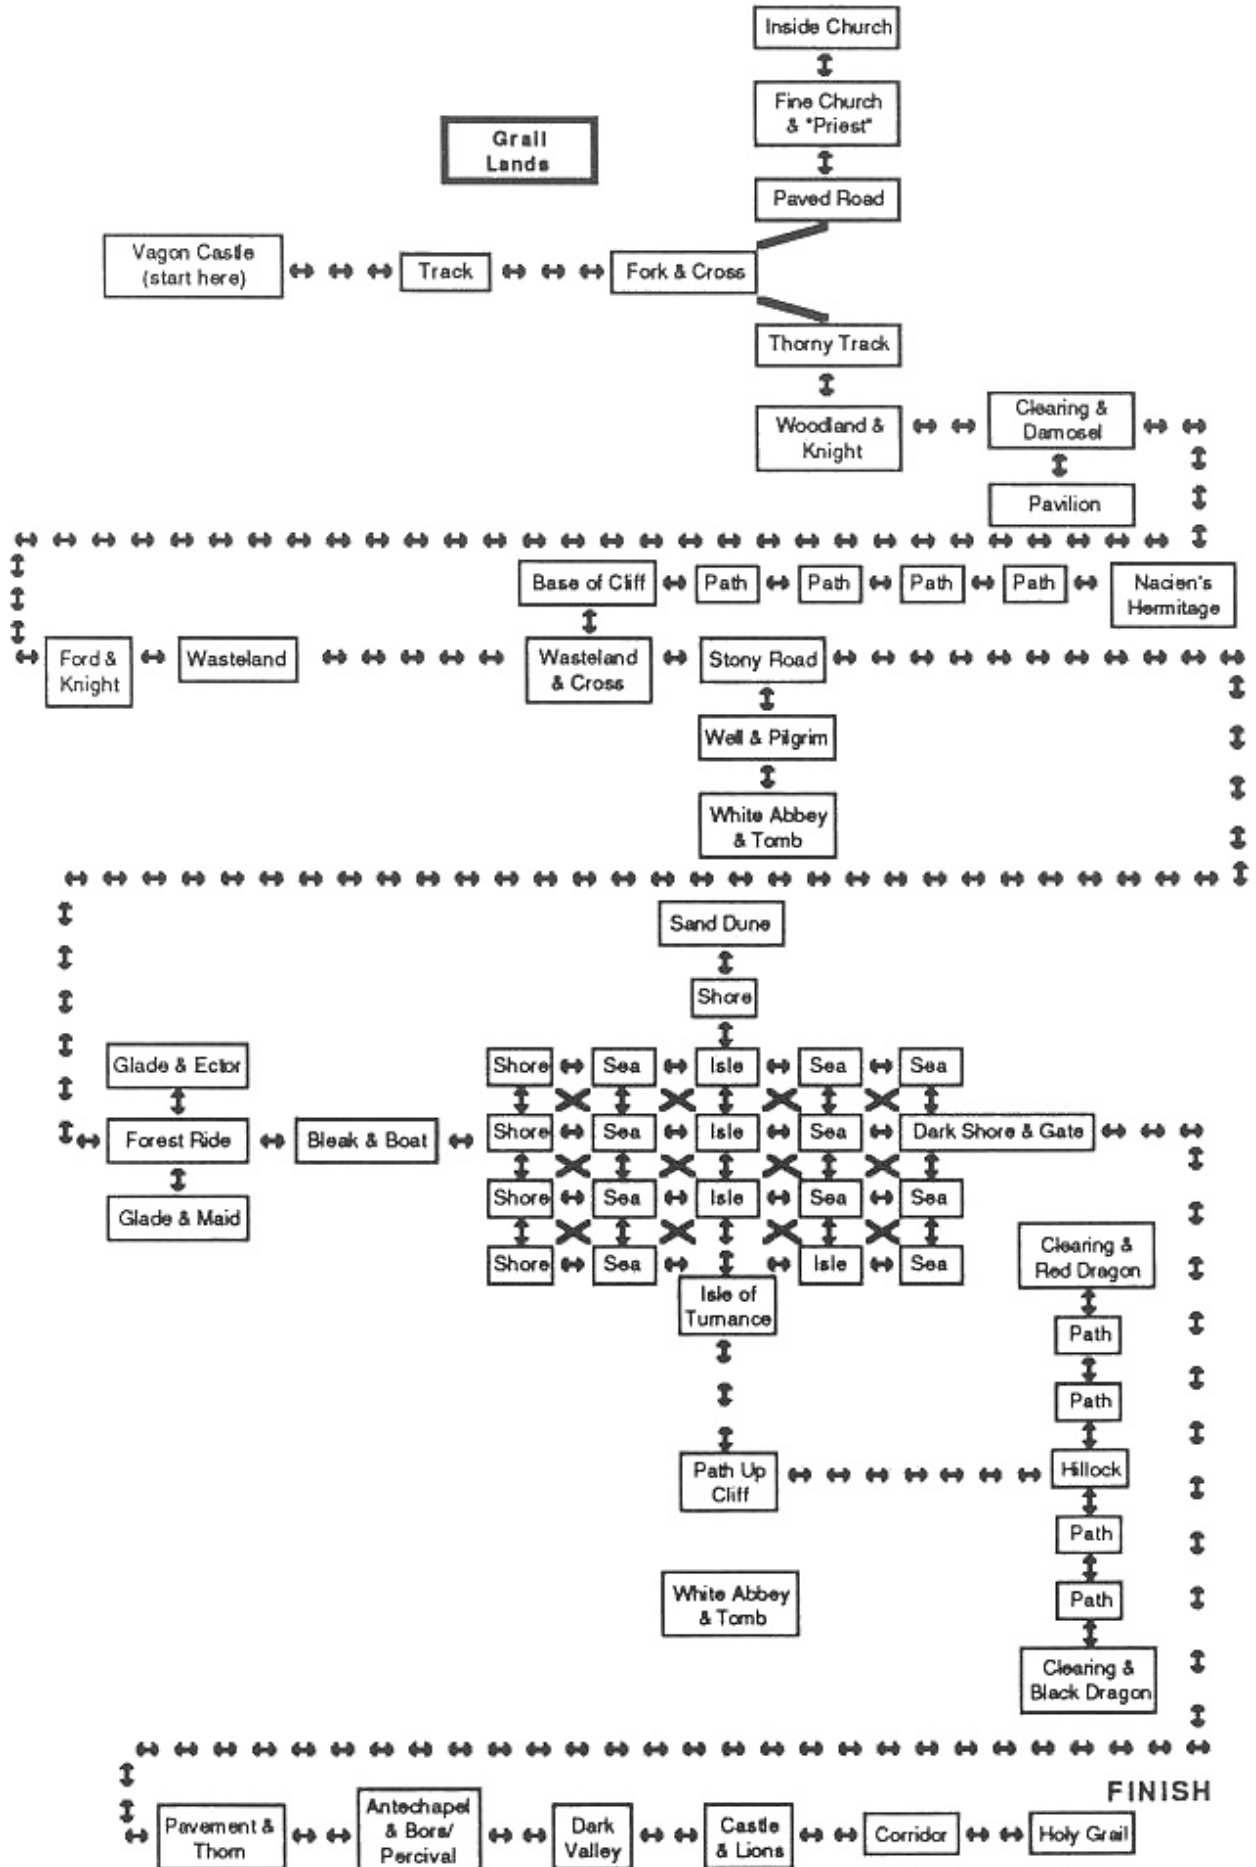 Inside Church
Fine Church
& "Priest"
Grail
Lands
Paved Road
Vagon Castle
(start here)
Track
Fork & Cross
Thorny Track
Woodland &
Knight
Clearing &
Damosel
Pavilion
Base of Cliff
Path
Path
Path
Path
Nacien's
Hermitage
Ford &
Knight
Wasteland
Wasteland
& Cross
Stony Road
Well & Pilgrim
White Abbey
& Tomb
Sand Dune
Shore
Glade & Ector
Shore
Sea
Isle
Sea
Sea
Forest Ride
Bleak & Boat
Shore
Sea
Isle
Sea
Dark Shore & Gate
Glade & Maid
Shore
Sea
Isle
Sea
Sea
Shore
Sea
Isle
Sea
Isle of
Turnance
Clearing &
Red Dragon
Path
Path
Path Up
Cliff
Hillock
Path
White Abbey
& Tomb
Path
Clearing &
Black Dragon
FINISH
Pavement &
Thorn
Antechapel
& Bors/
Percival
Dark
Valley
Castle
& Lions
Corridor
Holy Grail